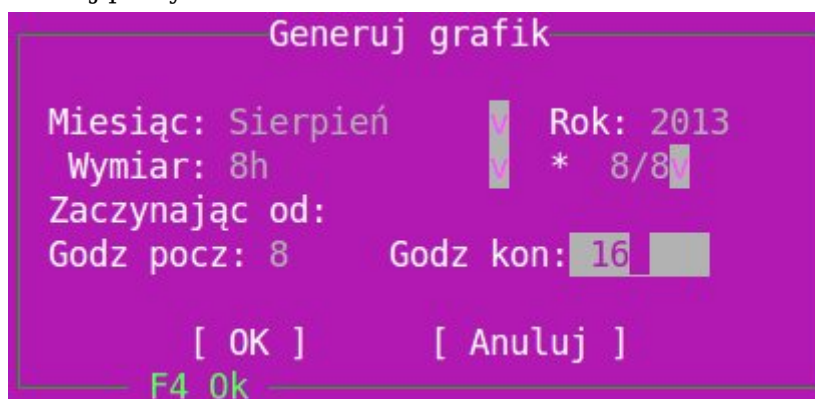 Generuj grafik
Miesiąc: Sierpień v Rok: 2013
Wymiar: 8h v * 8/8v
Zaczynając od:
Godz pocz: 8 Godz kon: 16_
[ OK ] [ Anuluj ]
F4 Ok